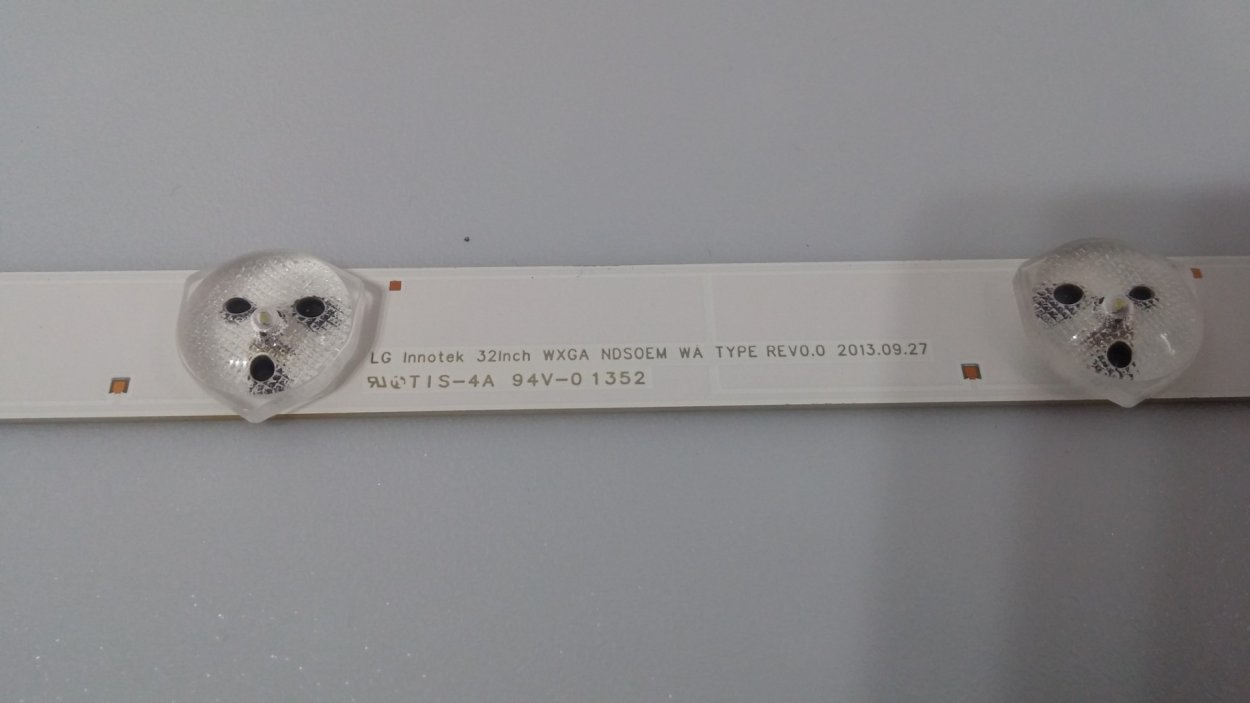 LG Innotek 32Inch WXGA NDSOEM WA TYPE REV0.0 2013.09.27
TIS-4A 94V-0 1352